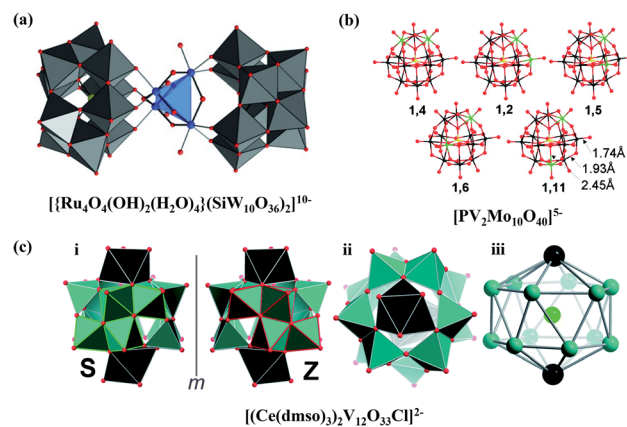 (a)
[{Ru₄O₄(OH)₂(H₂O)₄}(SiW₁₀O₃₆)₂]¹⁰⁻
(b)
1,4 1,2 1,5
1,6 1,11
1.74Å
1.93Å
2.45Å
[PV₂Mo₁₀O₄₀]⁵⁻
(c) i ii iii
S m Z
[(Ce(dmso)₃)₂V₁₂O₃₃Cl]²⁻